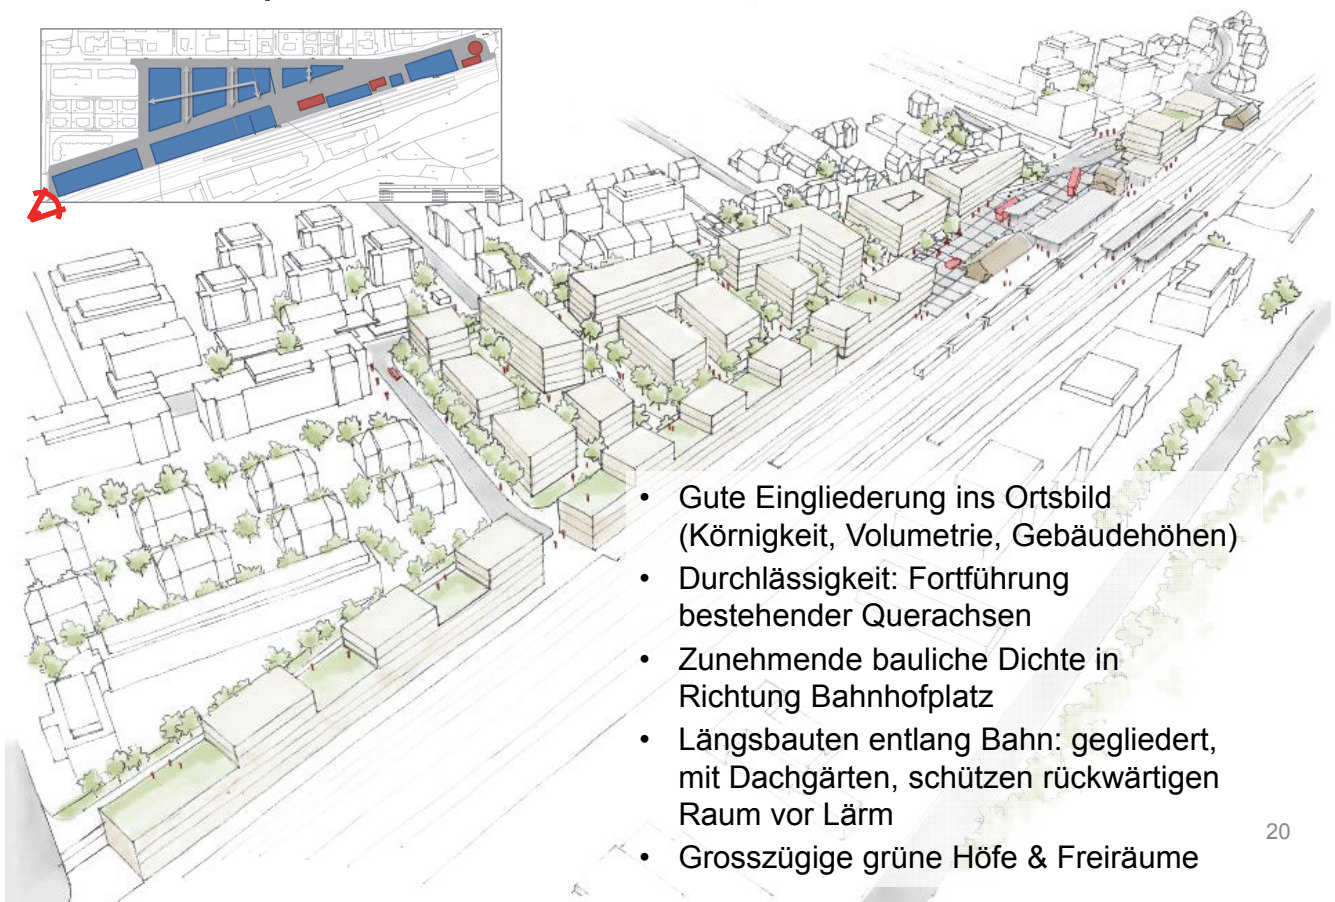 • Gute Eingliederung ins Ortsbild
(Körnigkeit, Volumetrie, Gebäudehöhen)
• Durchlässigkeit: Fortführung
bestehender Querachsen
• Zunehmende bauliche Dichte in
Richtung Bahnhofplatz
• Längsbauten entlang Bahn: gegliedert,
mit Dachgärten, schützen rückwärtigen
Raum vor Lärm
• Grosszügige grüne Höfe & Freiräume
20